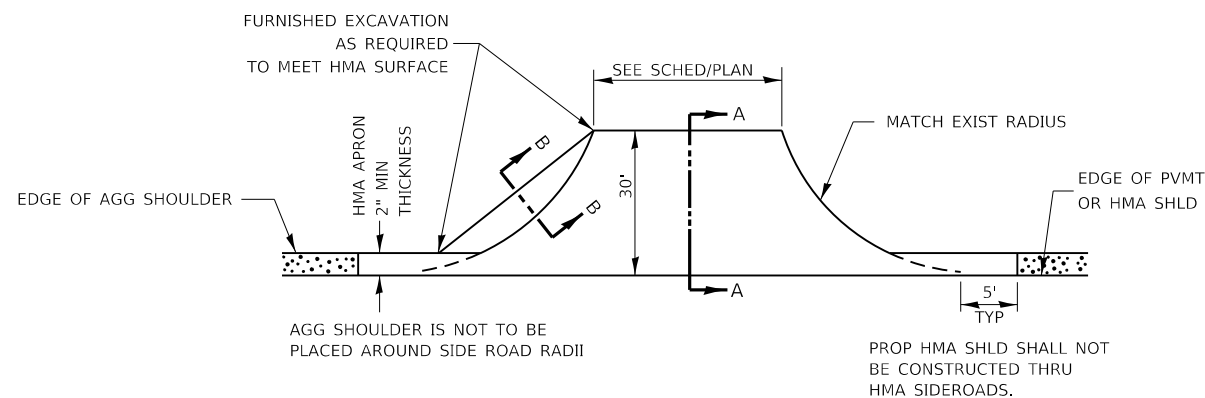 FURNISHED EXCAVATION
AS REQUIRED
TO MEET HMA SURFACE
SEE SCHED/PLAN
A
MATCH EXIST RADIUS
B
HMA APRON
2" MIN
THICKNESS
30'
B
EDGE OF AGG SHOULDER
EDGE OF PVMT
OR HMA SHLD
A
5'
TYP
AGG SHOULDER IS NOT TO BE
PLACED AROUND SIDE ROAD RADII
PROP HMA SHLD SHALL NOT
BE CONSTRUCTED THRU
HMA SIDEROADS.